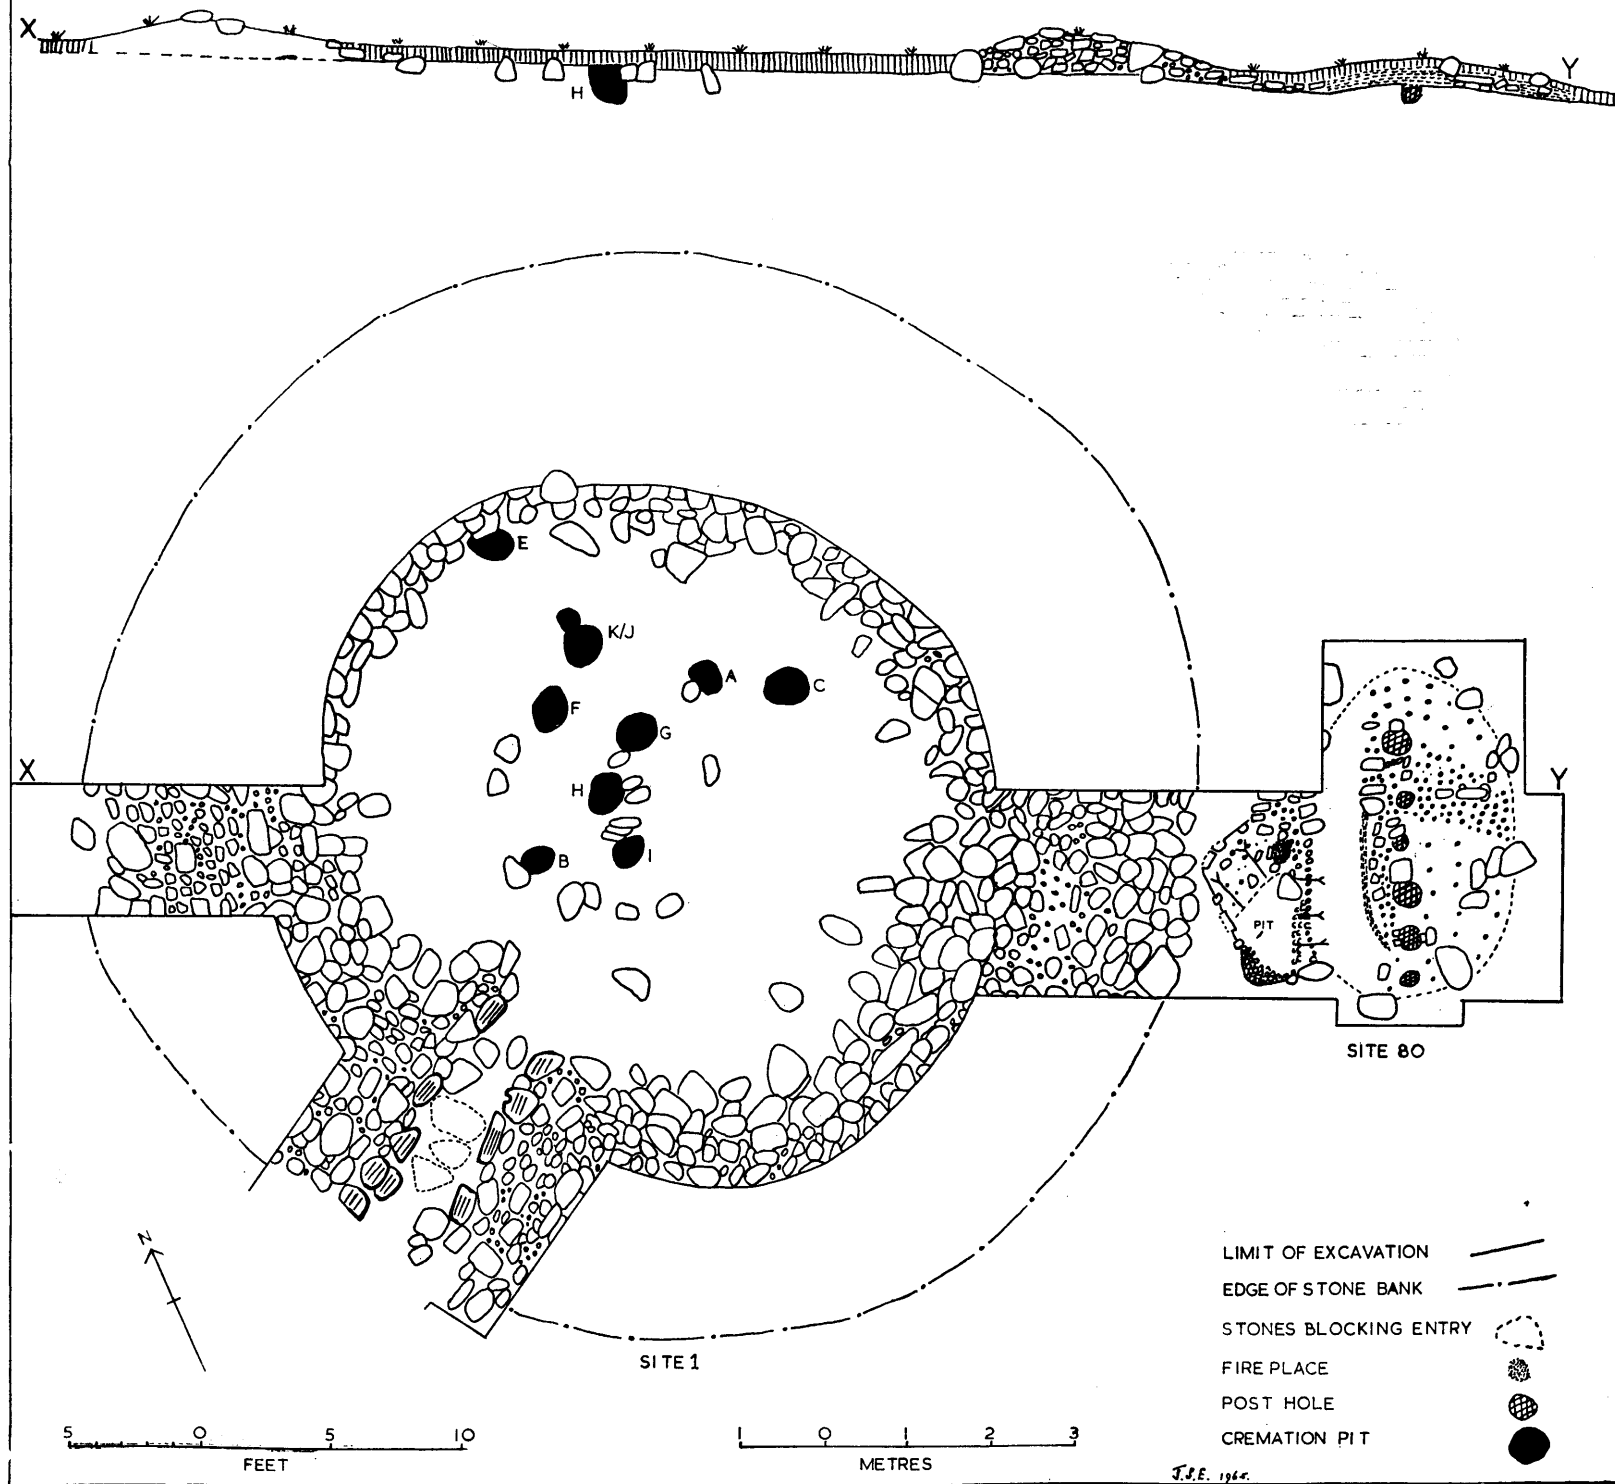 X
Y
H
E
K/J
A
C
F
G
X
Y
H
B
I
PIT
SITE 80
N
LIMIT OF EXCAVATION
EDGE OF STONE BANK
STONES BLOCKING ENTRY
FIRE PLACE
POST HOLE
CREMATION PIT
SITE 1
5 0 5 10
FEET
1 0 1 2 3
METRES
J.S.E. 1965.